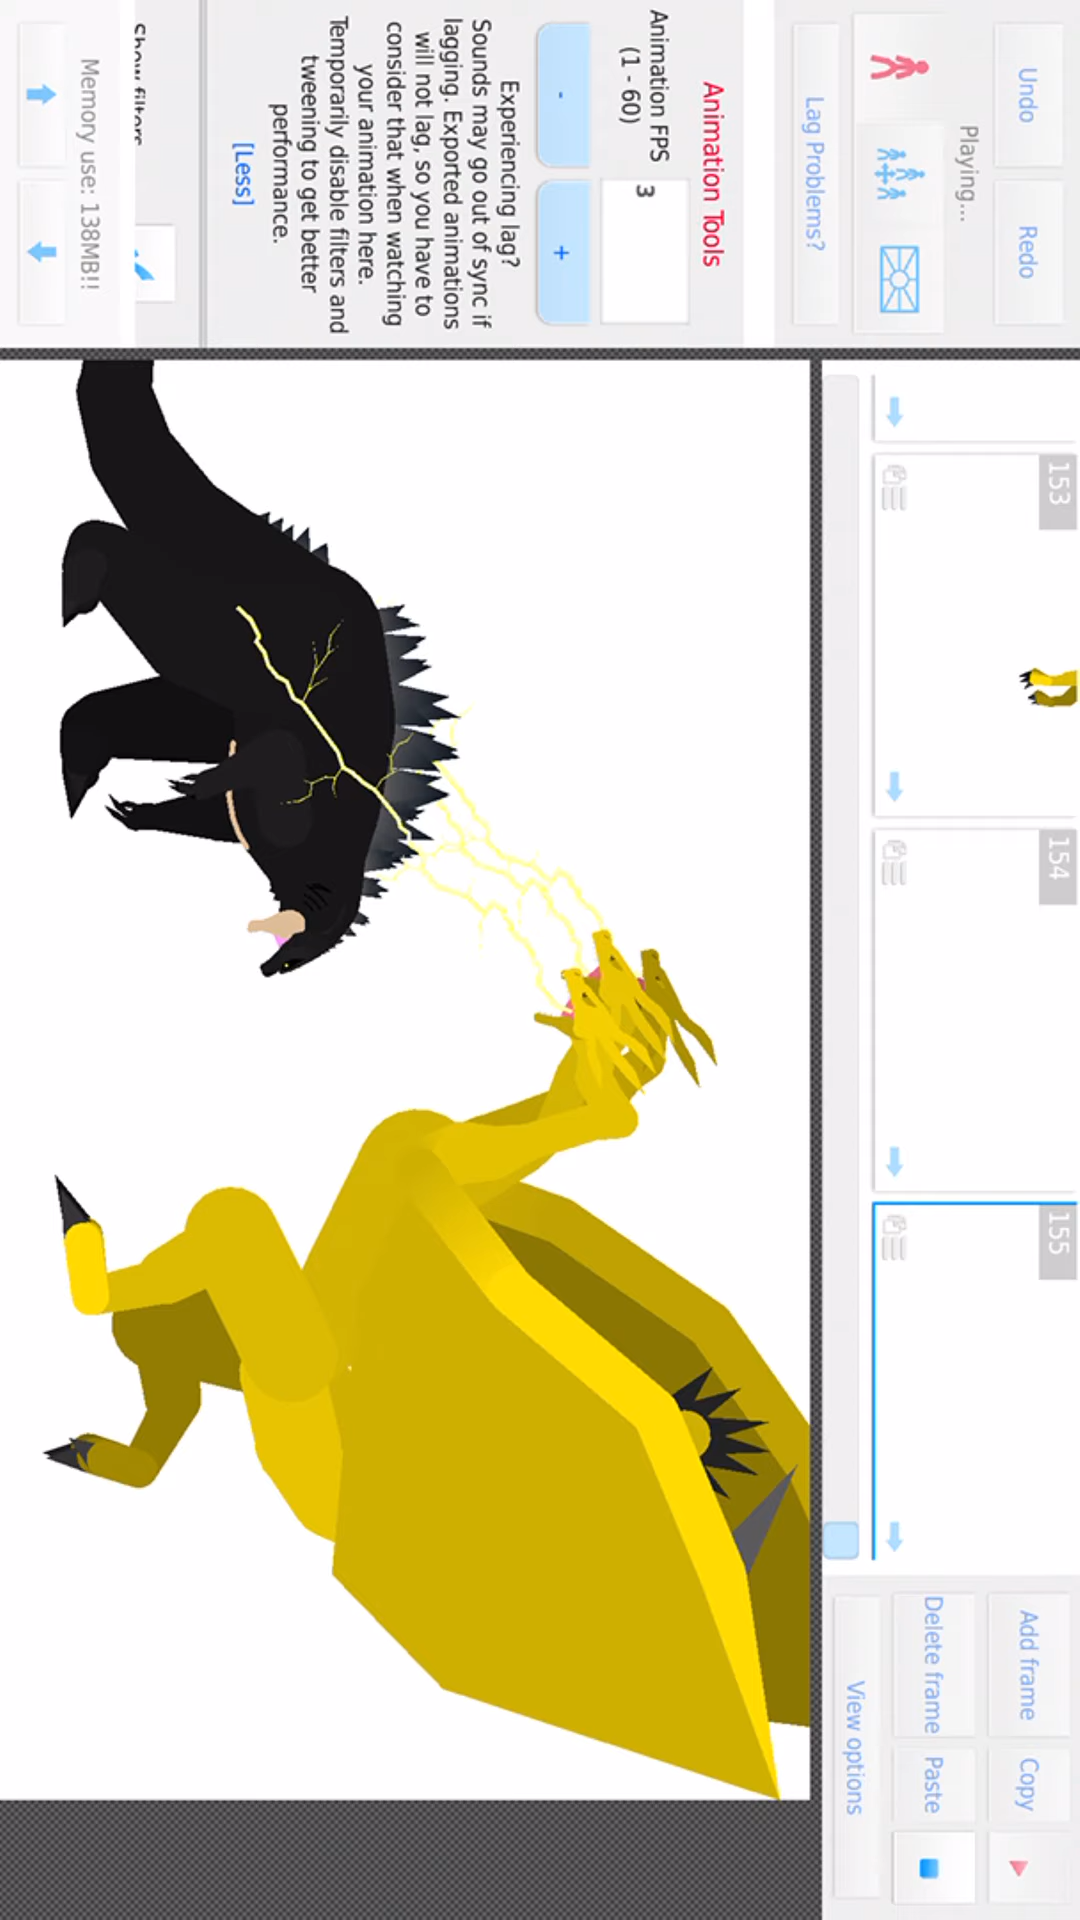 Undo
Redo
Playing...
Lag Problems?
Animation Tools
Animation FPS
(1 - 60)
3
-
+
Experiencing lag?
Sounds may go out of sync if
lagging. Exported animations
will not lag, so you have to
consider that when watching
your animation here.
Temporarily disable filters and
tweening to get better
performance.
[Less]
Show filters
Memory use: 138MB!!
153
154
155
Add frame
Copy
Delete frame
Paste
View options